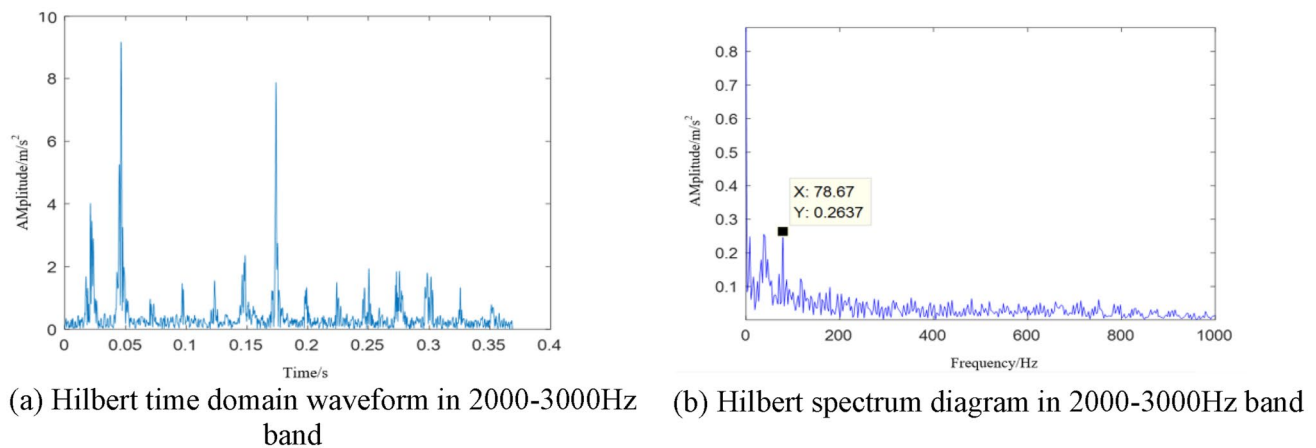 10
8
6
4
2
0
AMplitude/m/s²
0 0.05 0.1 0.15 0.2 0.25 0.3 0.35 0.4
Time/s
(a) Hilbert time domain waveform in 2000-3000Hz
band
0.8
0.7
0.6
0.5
0.4
0.3
0.2
0.1
AMplitude/m/s²
X: 78.67
Y: 0.2637
0 200 400 600 800 1000
Frequency/Hz
(b) Hilbert spectrum diagram in 2000-3000Hz band